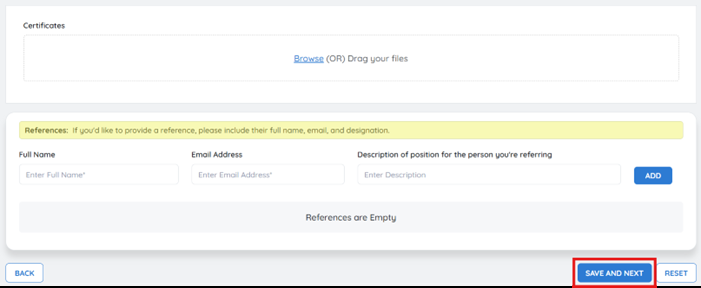 Certificates
Browse (OR) Drag your files
References: If you'd like to provide a reference, please include their full name, email, and designation.
Full Name Email Address Description of position for the person you're referring
Enter Full Name* Enter Email Address* Enter Description ADD
References are Empty
BACK SAVE AND NEXT RESET